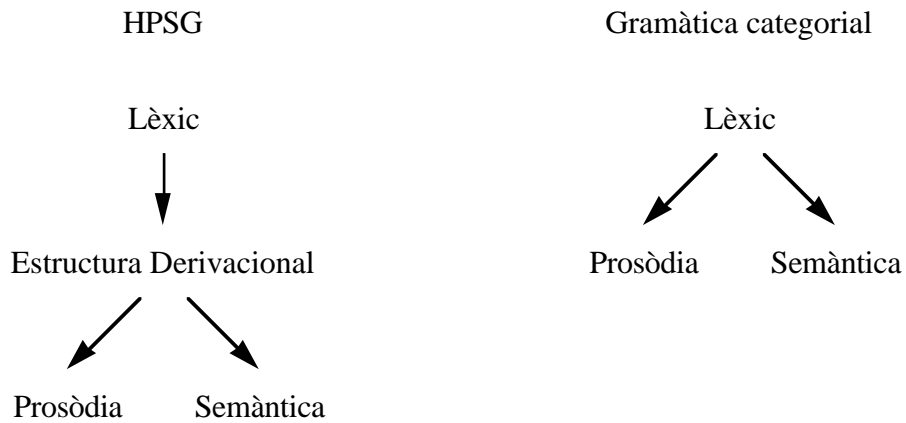 HPSG
Gramàtica categorial
Lèxic
Lèxic
Estructura Derivacional
Prosòdia
Semàntica
Prosòdia
Semàntica